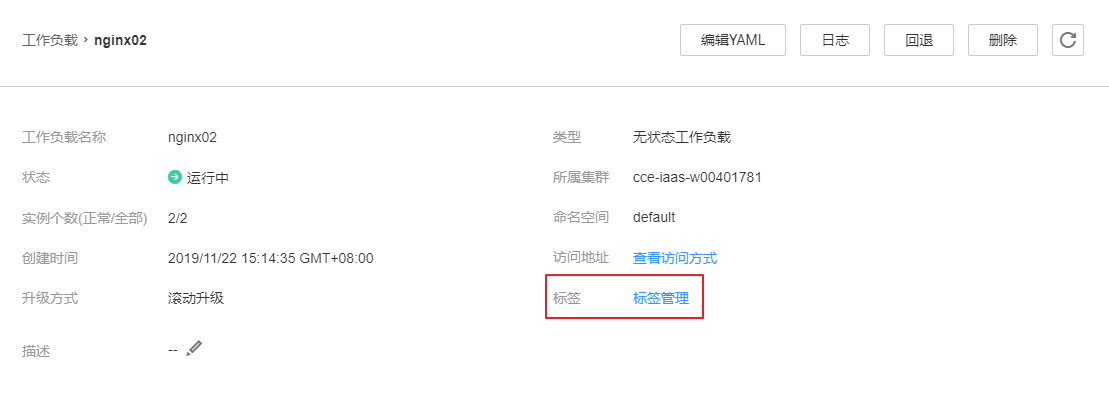 工作负载 › nginx02
编辑YAML 日志 回退 删除
工作负载名称 nginx02 类型 无状态工作负载
状态 运行中 所属集群 cce-iaas-w00401781
实例个数(正常/全部) 2/2 命名空间 default
创建时间 2019/11/22 15:14:35 GMT+08:00 访问地址 查看访问方式
升级方式 滚动升级 标签 标签管理
描述 --